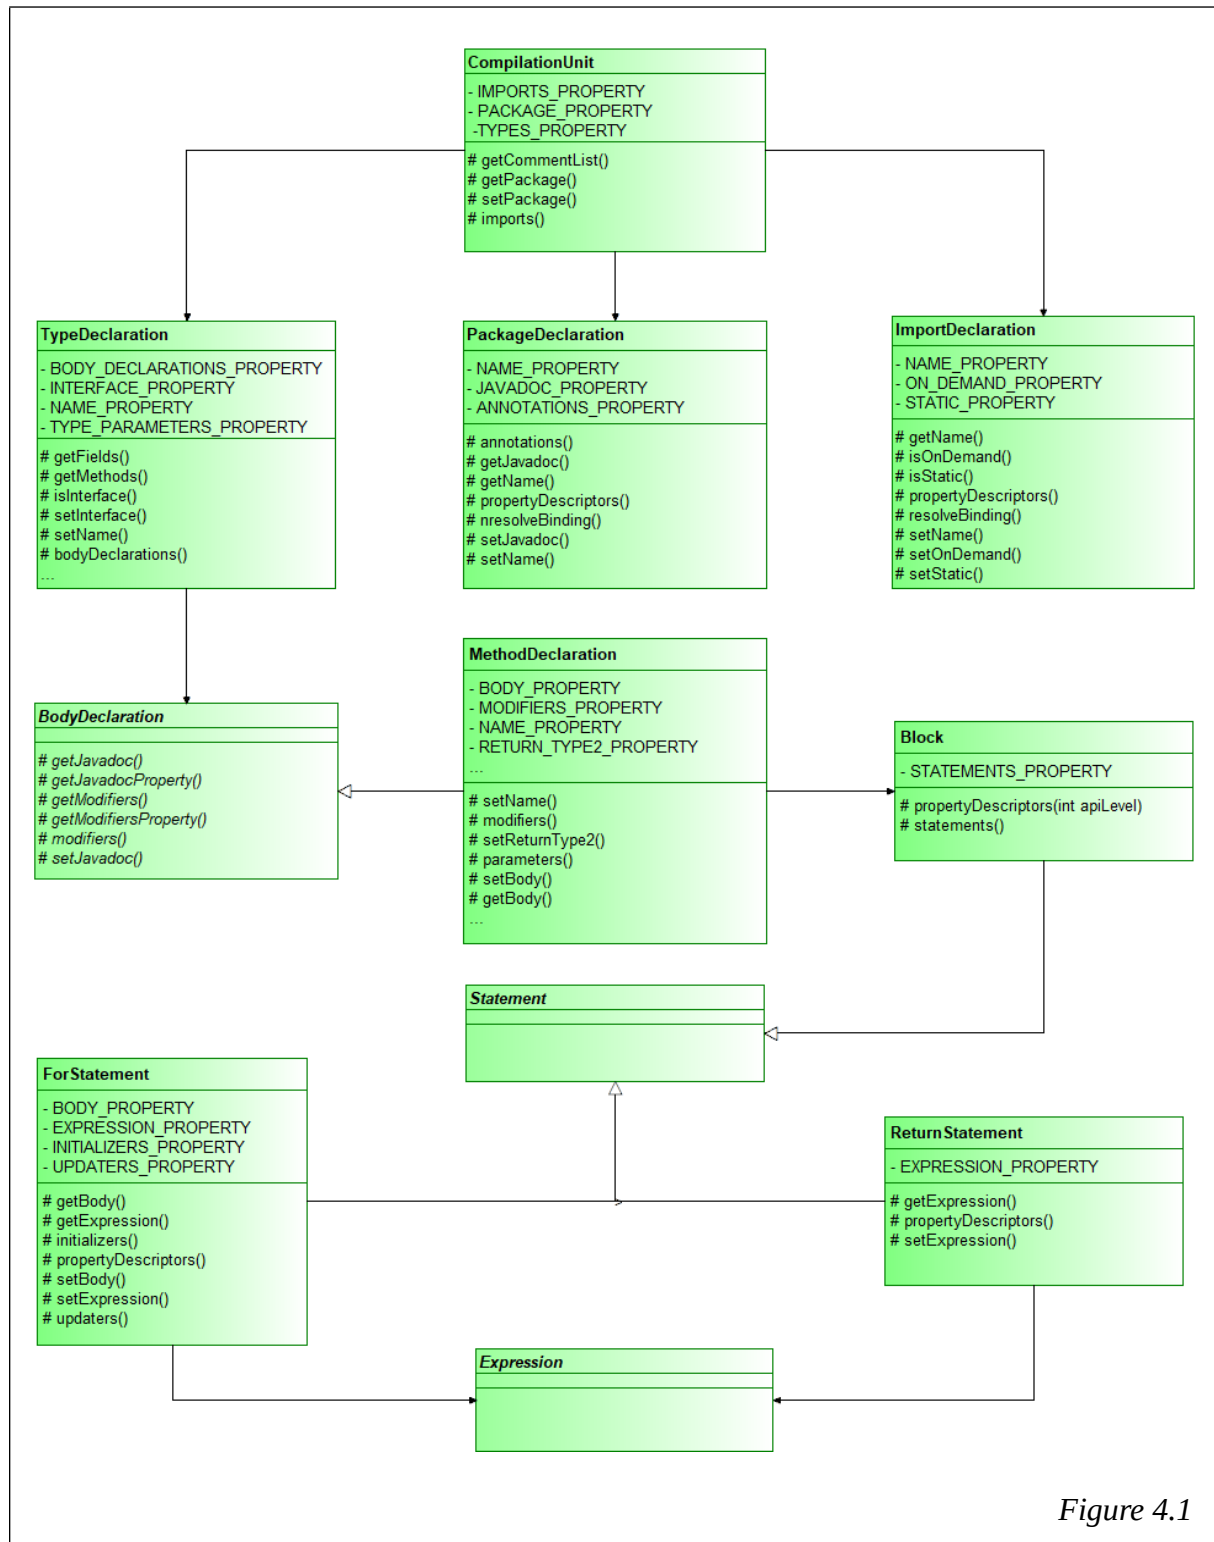 CompilationUnit
- IMPORTS_PROPERTY
- PACKAGE_PROPERTY
-TYPES_PROPERTY
# getCommentList()
# getPackage()
# setPackage()
# imports()
TypeDeclaration
- BODY_DECLARATIONS_PROPERTY
- INTERFACE_PROPERTY
- NAME_PROPERTY
- TYPE_PARAMETERS_PROPERTY
# getFields()
# getMethods()
# isInterface()
# setInterface()
# setName()
# bodyDeclarations()
...
PackageDeclaration
- NAME_PROPERTY
- JAVADOC_PROPERTY
- ANNOTATIONS_PROPERTY
# annotations()
# getJavadoc()
# getName()
# propertyDescriptors()
# nresolveBinding()
# setJavadoc()
# setName()
ImportDeclaration
- NAME_PROPERTY
- ON_DEMAND_PROPERTY
- STATIC_PROPERTY
# getName()
# isOnDemand()
# isStatic()
# propertyDescriptors()
# resolveBinding()
# setName()
# setOnDemand()
# setStatic()
BodyDeclaration
# getJavadoc()
# getJavadocProperty()
# getModifiers()
# getModifiersProperty()
# modifiers()
# setJavadoc()
MethodDeclaration
- BODY_PROPERTY
- MODIFIERS_PROPERTY
- NAME_PROPERTY
- RETURN_TYPE2_PROPERTY
...
# setName()
# modifiers()
# setReturnType2()
# parameters()
# setBody()
# getBody()
...
Block
- STATEMENTS_PROPERTY
# propertyDescriptors(int apiLevel)
# statements()
Statement
ForStatement
- BODY_PROPERTY
- EXPRESSION_PROPERTY
- INITIALIZERS_PROPERTY
- UPDATERS_PROPERTY
# getBody()
# getExpression()
# initializers()
# propertyDescriptors()
# setBody()
# setExpression()
# updaters()
ReturnStatement
- EXPRESSION_PROPERTY
# getExpression()
# propertyDescriptors()
# setExpression()
Expression
Figure 4.1